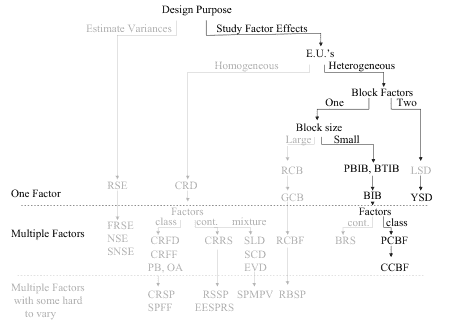 Design Purpose
Estimate Variances
Study Factor Effects
E.U.'s
Homogeneous
Heterogeneous
Block Factors
One
Two
Block size
Large
Small
RCB
PBIB, BTIB
LSD
RSE
CRD
One Factor
GCB
BIB
YSD
Factors
Factors
class
cont.
mixture
cont.
class
Multiple Factors
FRSE
NSE
SNSE
CRFD
CRFF
PB, OA
CRRS
SLD
SCD
EVD
RCBF
BRS
PCBF
CCBF
Multiple Factors
with some hard
to vary
CRSP
SPFF
RSSP
EESPRS
SPMPV
RBSP